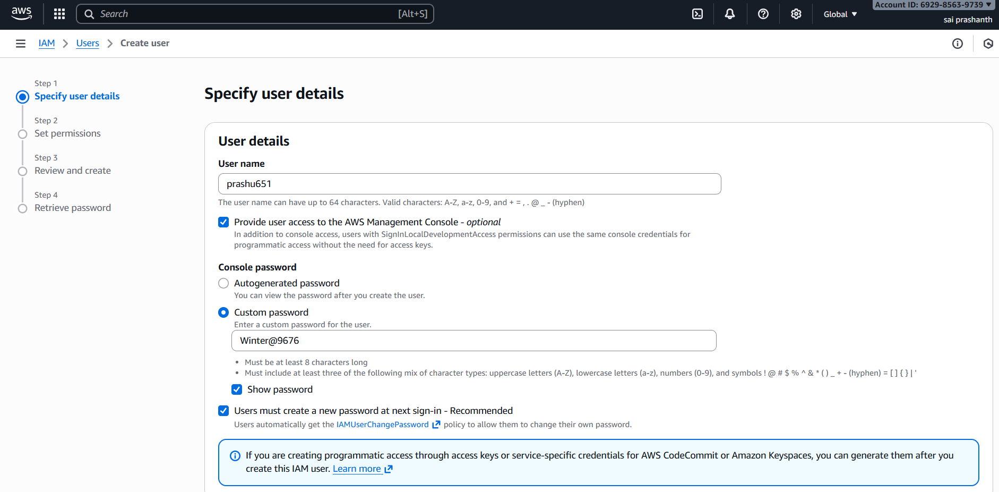 aws
Search
[Alt+S]
Global
Account ID: 6929-8563-9739
sai prashanth
IAM
Users
Create user
Step 1
Specify user details
Step 2
Set permissions
Step 3
Review and create
Step 4
Retrieve password
Specify user details
User details
User name
prashu651
The user name can have up to 64 characters. Valid characters: A-Z, a-z, 0-9, and + = , . @ _ - (hyphen)
Provide user access to the AWS Management Console - optional
In addition to console access, users with SignInLocalDevelopmentAccess permissions can use the same console credentials for
programmatic access without the need for access keys.
Console password
Autogenerated password
You can view the password after you create the user.
Custom password
Enter a custom password for the user.
Winter@9676
• Must be at least 8 characters long
• Must include at least three of the following mix of character types: uppercase letters (A-Z), lowercase letters (a-z), numbers (0-9), and symbols ! @ # $ % ^ & * ( ) _ + - (hyphen) = [ ] { } | '
Show password
Users must create a new password at next sign-in - Recommended
Users automatically get the IAMUserChangePassword policy to allow them to change their own password.
If you are creating programmatic access through access keys or service-specific credentials for AWS CodeCommit or Amazon Keyspaces, you can generate them after you
create this IAM user. Learn more